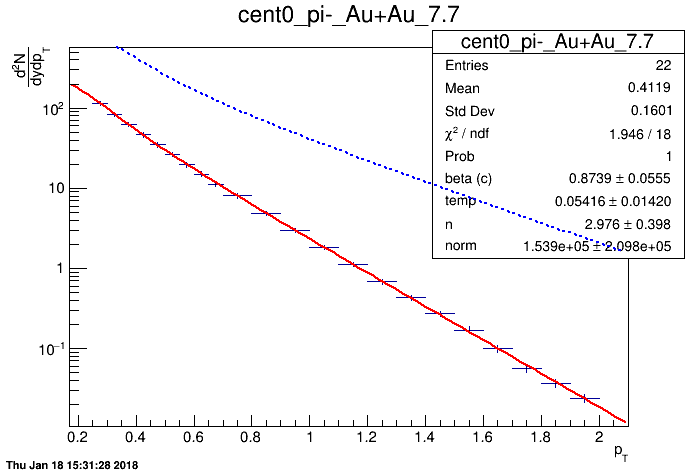 cent0_pi-_Au+Au_7.7
d²N
dydp_T
cent0_pi-_Au+Au_7.7
Entries 22
Mean 0.4119
Std Dev 0.1601
χ² / ndf 1.946 / 18
Prob 1
beta (c) 0.8739 ± 0.0555
temp 0.05416 ± 0.01420
n 2.976 ± 0.398
norm 1.539e+05 ± 2.098e+05
10²
10
1
10⁻¹
0.2 0.4 0.6 0.8 1 1.2 1.4 1.6 1.8 2
p_T
Thu Jan 18 15:31:28 2018